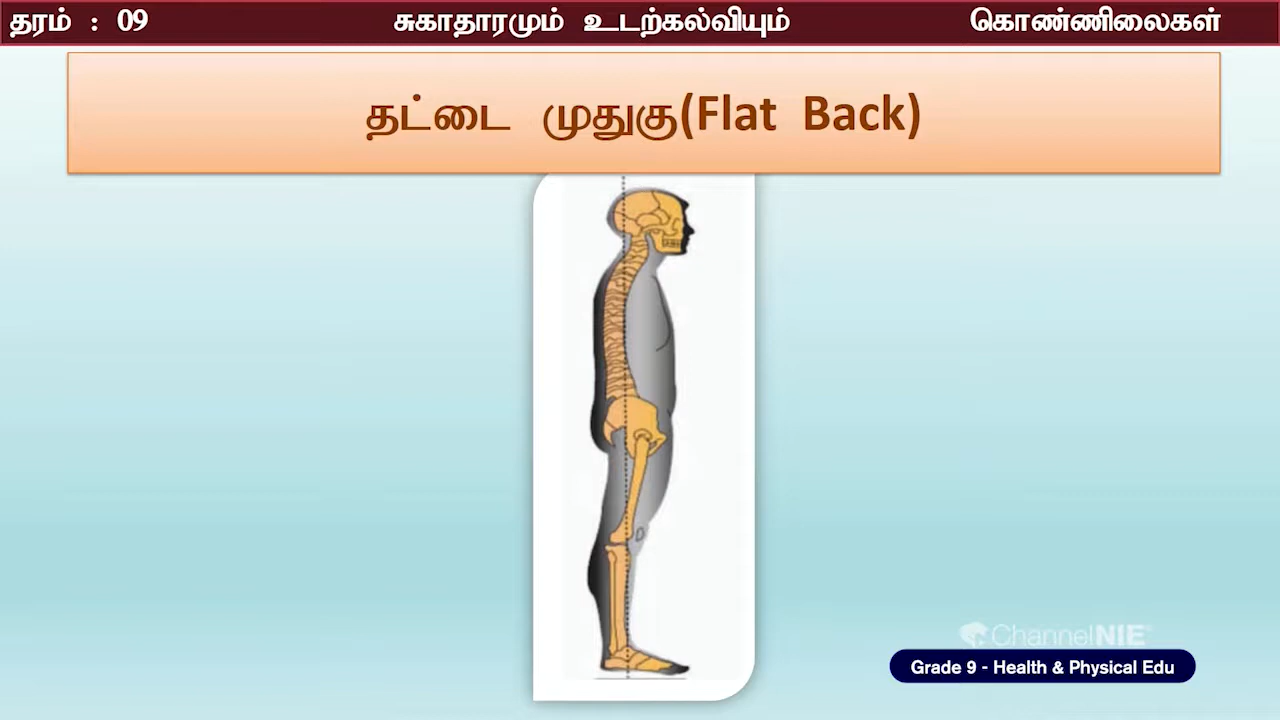 தரம் : 09 சுகாதாரமும் உடற்கல்வியும் கொண்ணிலைகள்
தட்டை முதுகு(Flat Back)
ChannelNIE
Grade 9 - Health & Physical Edu